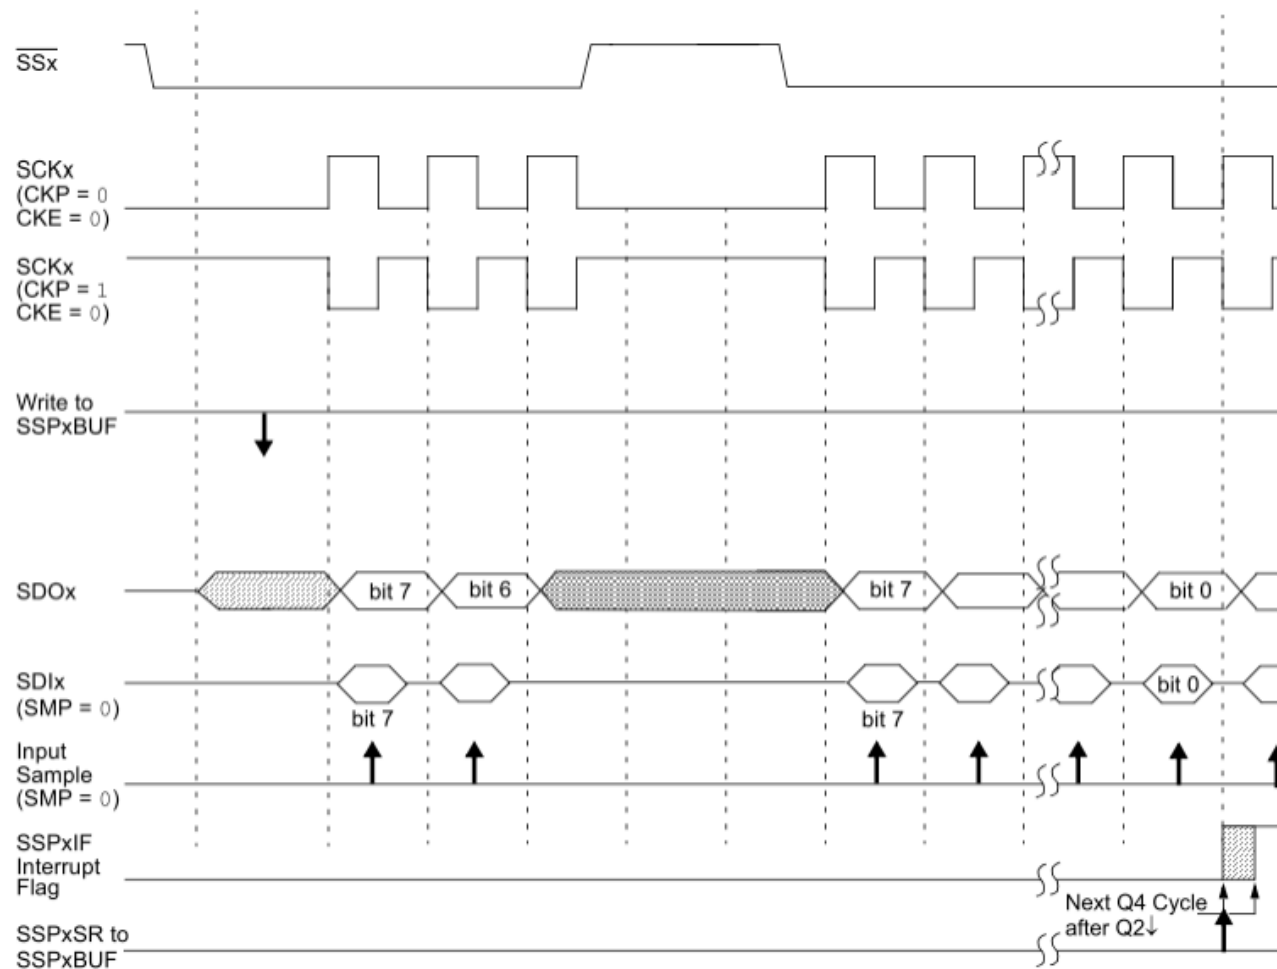 SSx
SCKx
(CKP = 0
CKE = 0)
SCKx
(CKP = 1
CKE = 0)
Write to
SSPxBUF
SDOx
bit 7
bit 6
bit 7
bit 0
SDIx
(SMP = 0)
bit 7
bit 7
bit 0
Input
Sample
(SMP = 0)
SSPxIF
Interrupt
Flag
Next Q4 Cycle
after Q2↓
SSPxSR to
SSPxBUF